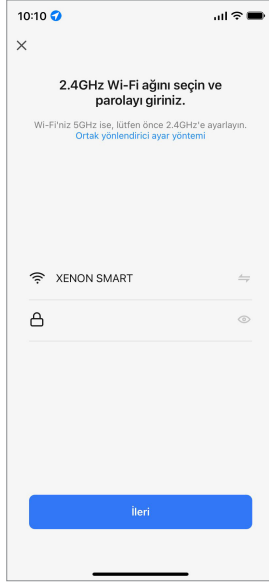 10:10
2.4GHz Wi-Fi ağını seçin ve
parolayı giriniz.
Wi-Fi'niz 5GHz ise, lütfen önce 2.4GHz'e ayarlayın.
Ortak yönlendirici ayar yöntemi
XENON SMART
İleri